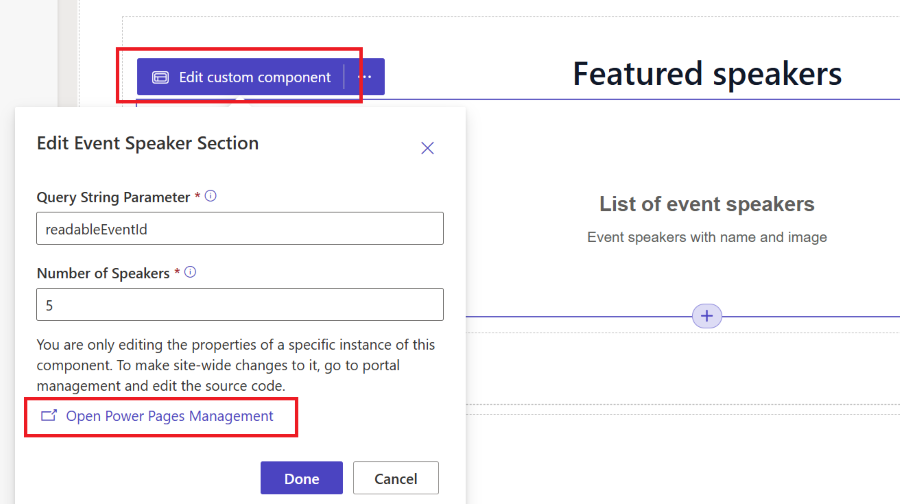 Edit custom component ...
Featured speakers
Edit Event Speaker Section
Query String Parameter *
readableEventId
Number of Speakers *
5
You are only editing the properties of a specific instance of this
component. To make site-wide changes to it, go to portal
management and edit the source code.
Open Power Pages Management
Done Cancel
List of event speakers
Event speakers with name and image